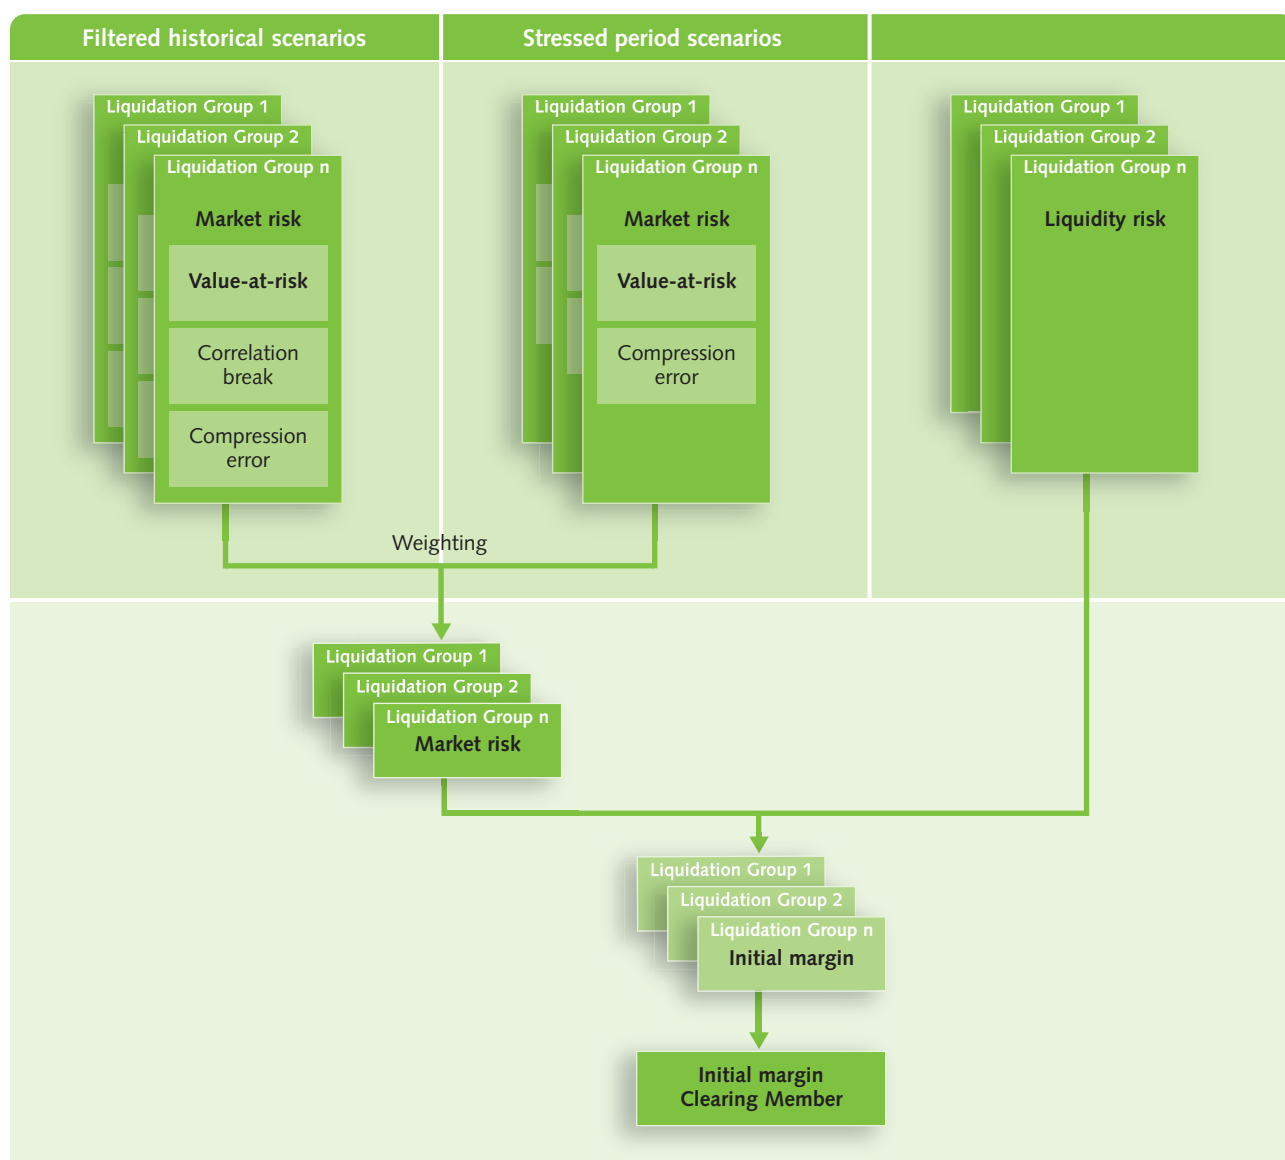 Filtered historical scenarios
Stressed period scenarios
Liquidation Group 1
Liquidation Group 2
Liquidation Group n
Market risk
Value-at-risk
Correlation
break
Compression
error
Liquidation Group 1
Liquidation Group 2
Liquidation Group n
Market risk
Value-at-risk
Compression
error
Liquidation Group 1
Liquidation Group 2
Liquidation Group n
Liquidity risk
Weighting
Liquidation Group 1
Liquidation Group 2
Liquidation Group n
Market risk
Liquidation Group 1
Liquidation Group 2
Liquidation Group n
Initial margin
Initial margin
Clearing Member